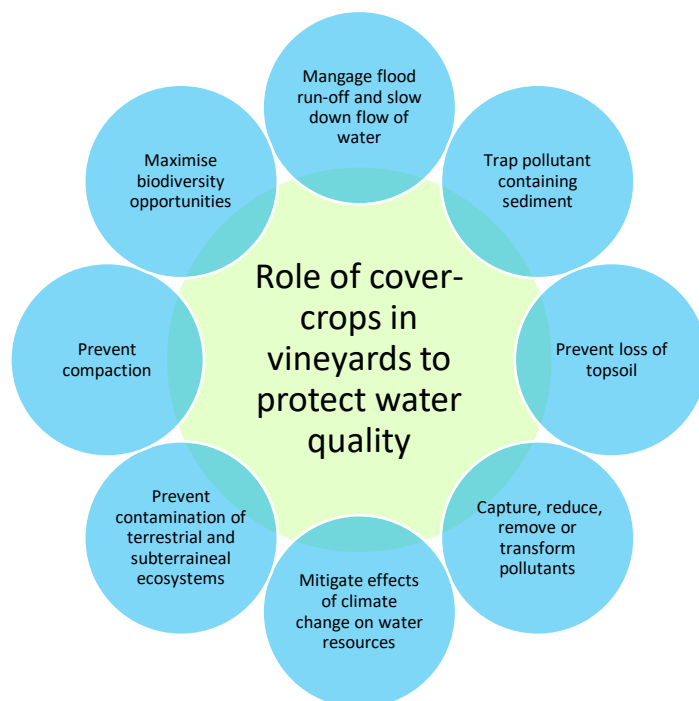 Mangage flood
run-off and slow
down flow of
water
Trap pollutant
containing
sediment
Prevent loss of
topsoil
Capture, reduce,
remove or
transform
pollutants
Mitigate effects
of climate
change on water
resources
Prevent
contamination of
terrestrial and
subterraineal
ecosystems
Prevent
compaction
Maximise
biodiversity
opportunities
Role of cover-
crops in
vineyards to
protect water
quality